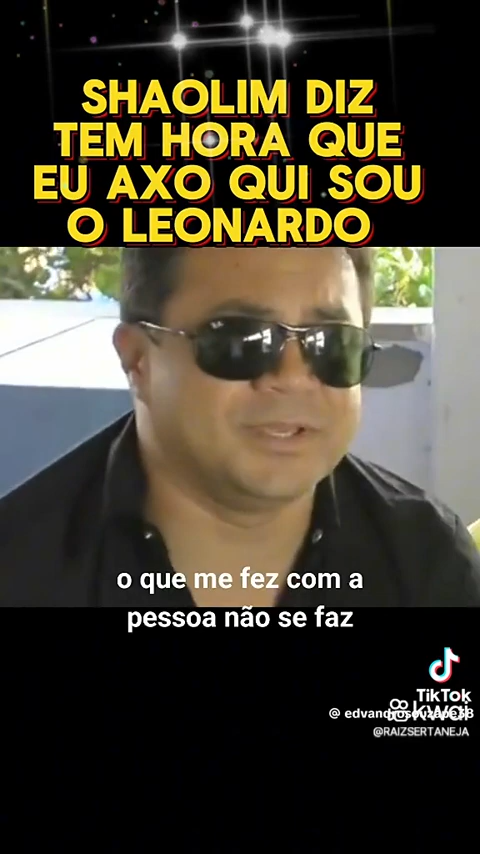 SHAOLIM DIZ
TEM HORA QUE
EU AXO QUI SOU
O LEONARDO
o que me fez com a
pessoa não se faz
TikTok
kwai
@RAIZSERTANEJA